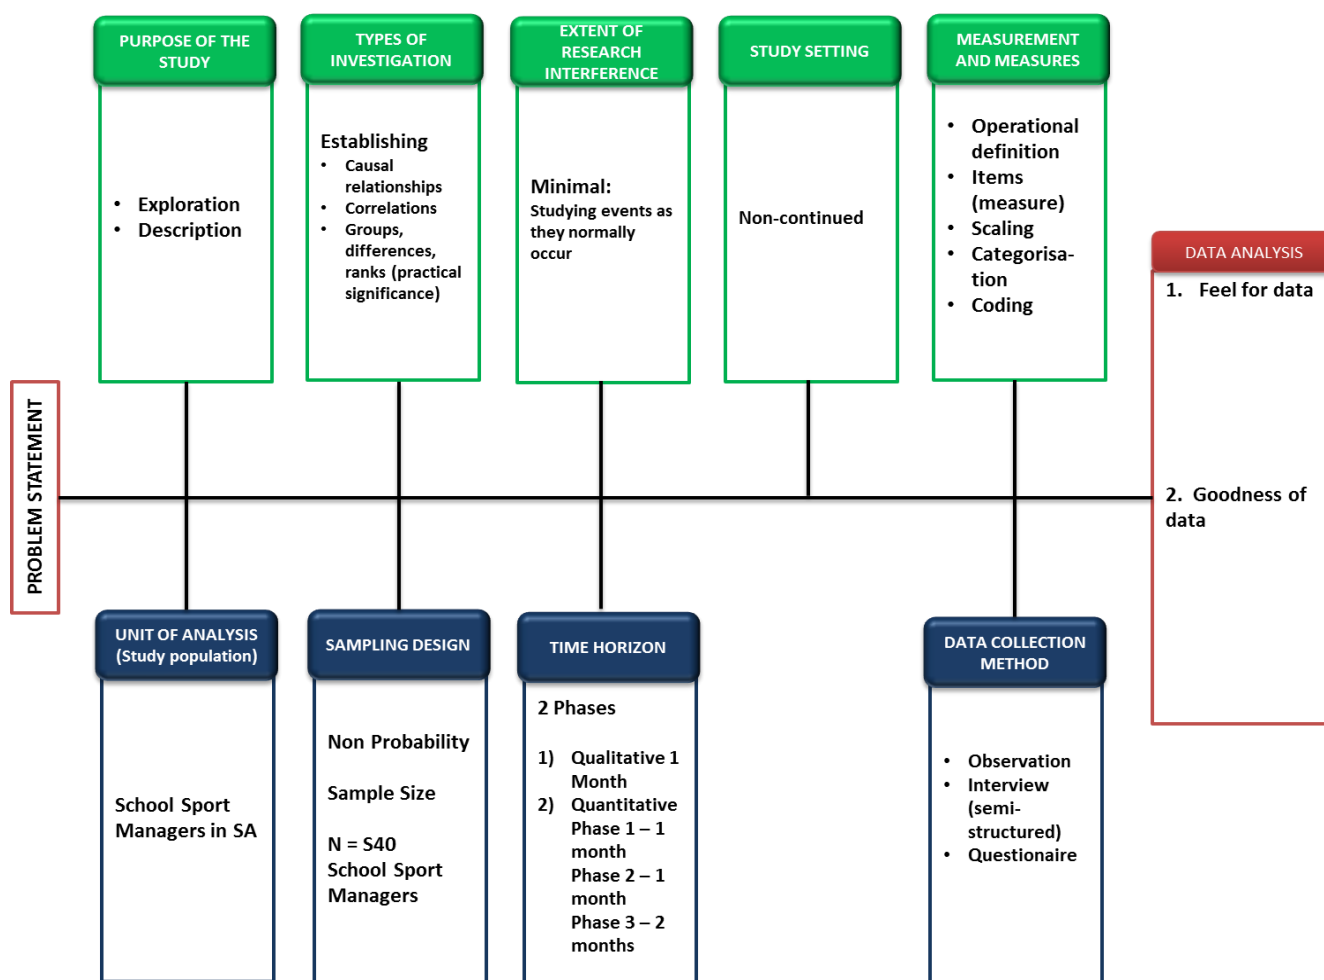 PURPOSE OF THE
STUDY
• Exploration
• Description
TYPES OF
INVESTIGATION
Establishing
• Causal
relationships
• Correlations
• Groups,
differences,
ranks (practical
significance)
EXTENT OF
RESEARCH
INTERFERENCE
Minimal:
Studying events as
they normally
occur
STUDY SETTING
Non-continued
MEASUREMENT
AND MEASURES
• Operational
definition
• Items
(measure)
• Scaling
• Categorisa-
tion
• Coding
DATA ANALYSIS
1. Feel for data
2. Goodness of
data
PROBLEM STATEMENT
UNIT OF ANALYSIS
(Study population)
School Sport
Managers in SA
SAMPLING DESIGN
Non Probability
Sample Size
N = S40
School Sport
Managers
TIME HORIZON
2 Phases
1) Qualitative 1
Month
2) Quantitative
Phase 1 – 1
month
Phase 2 – 1
month
Phase 3 – 2
months
DATA COLLECTION
METHOD
• Observation
• Interview
(semi-
structured)
• Questionaire